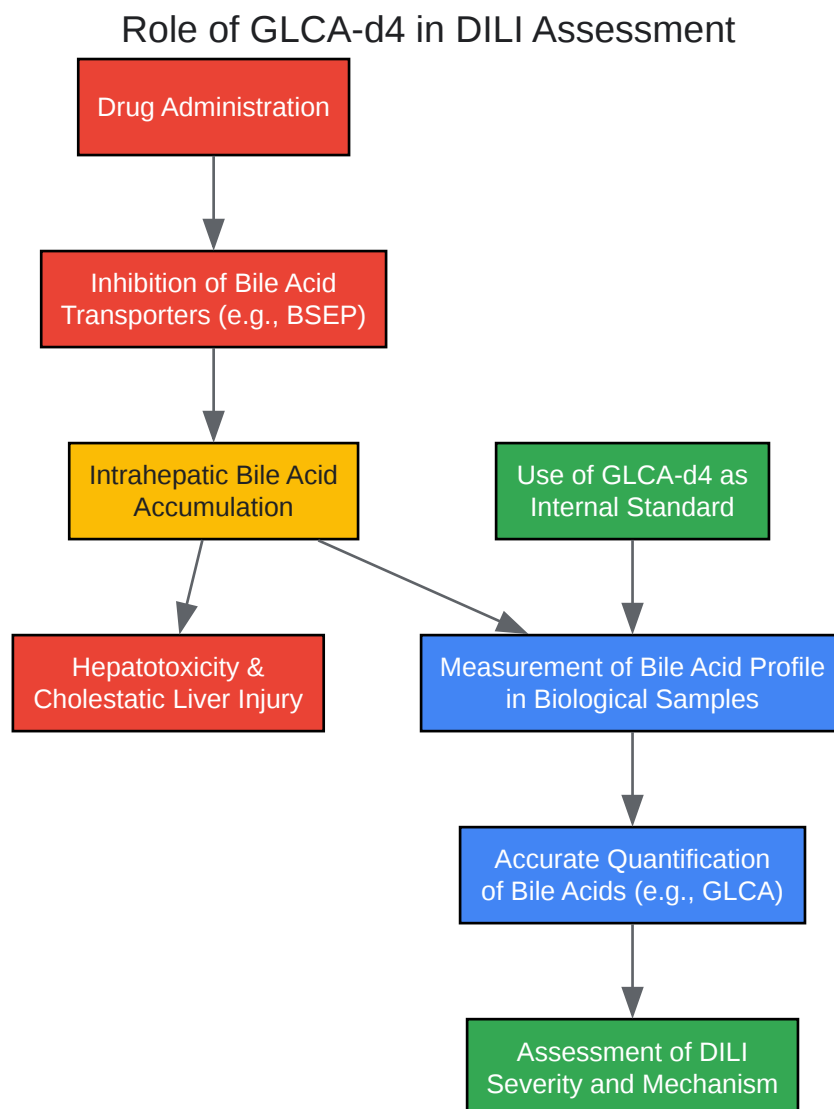 Role of GLCA-d4 in DILI Assessment
Drug Administration
Inhibition of Bile Acid
Transporters (e.g., BSEP)
Intrahepatic Bile Acid
Accumulation
Use of GLCA-d4 as
Internal Standard
Hepatotoxicity &
Cholestatic Liver Injury
Measurement of Bile Acid Profile
in Biological Samples
Accurate Quantification
of Bile Acids (e.g., GLCA)
Assessment of DILI
Severity and Mechanism